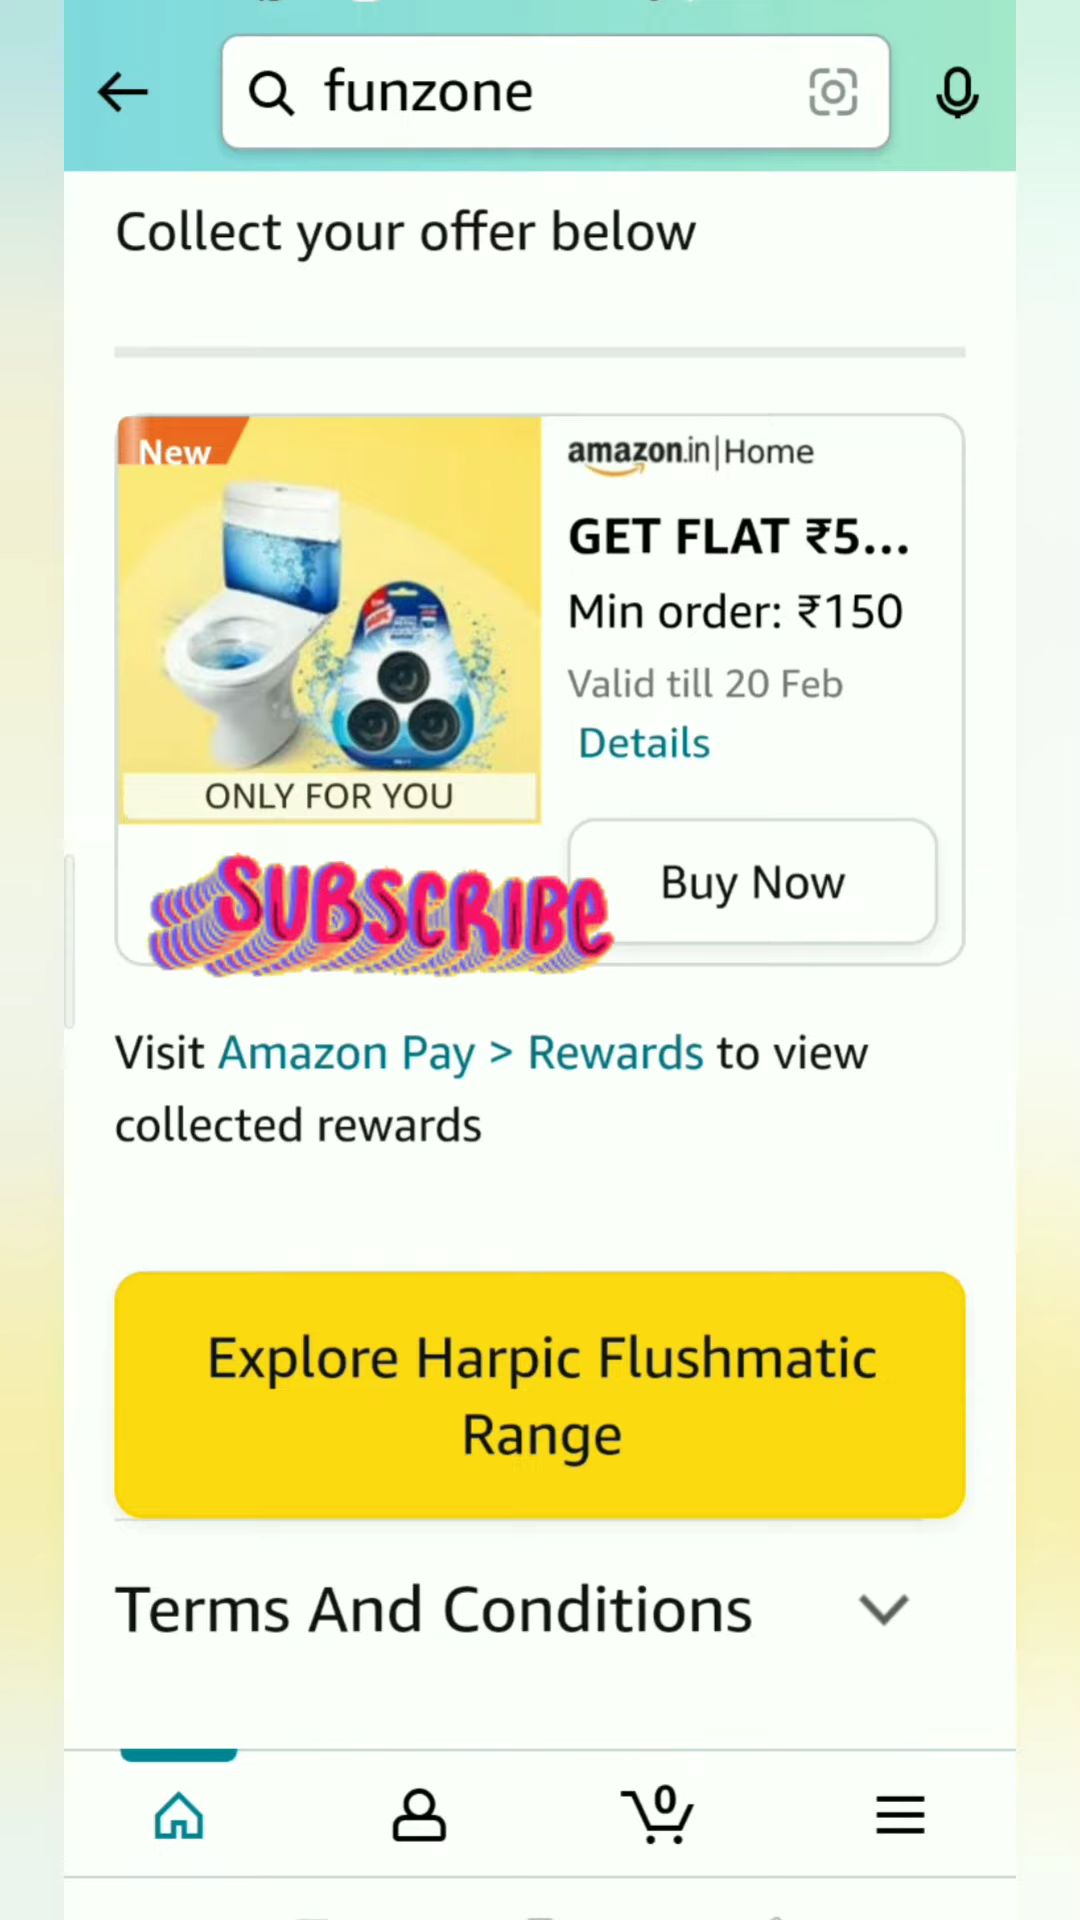 funzone
Collect your offer below
New
amazon.in|Home
GET FLAT ₹5...
Min order: ₹150
Valid till 20 Feb
Details
ONLY FOR YOU
Buy Now
SUBSCRIBe
Visit Amazon Pay > Rewards to view
collected rewards
Explore Harpic Flushmatic
Range
Terms And Conditions
0